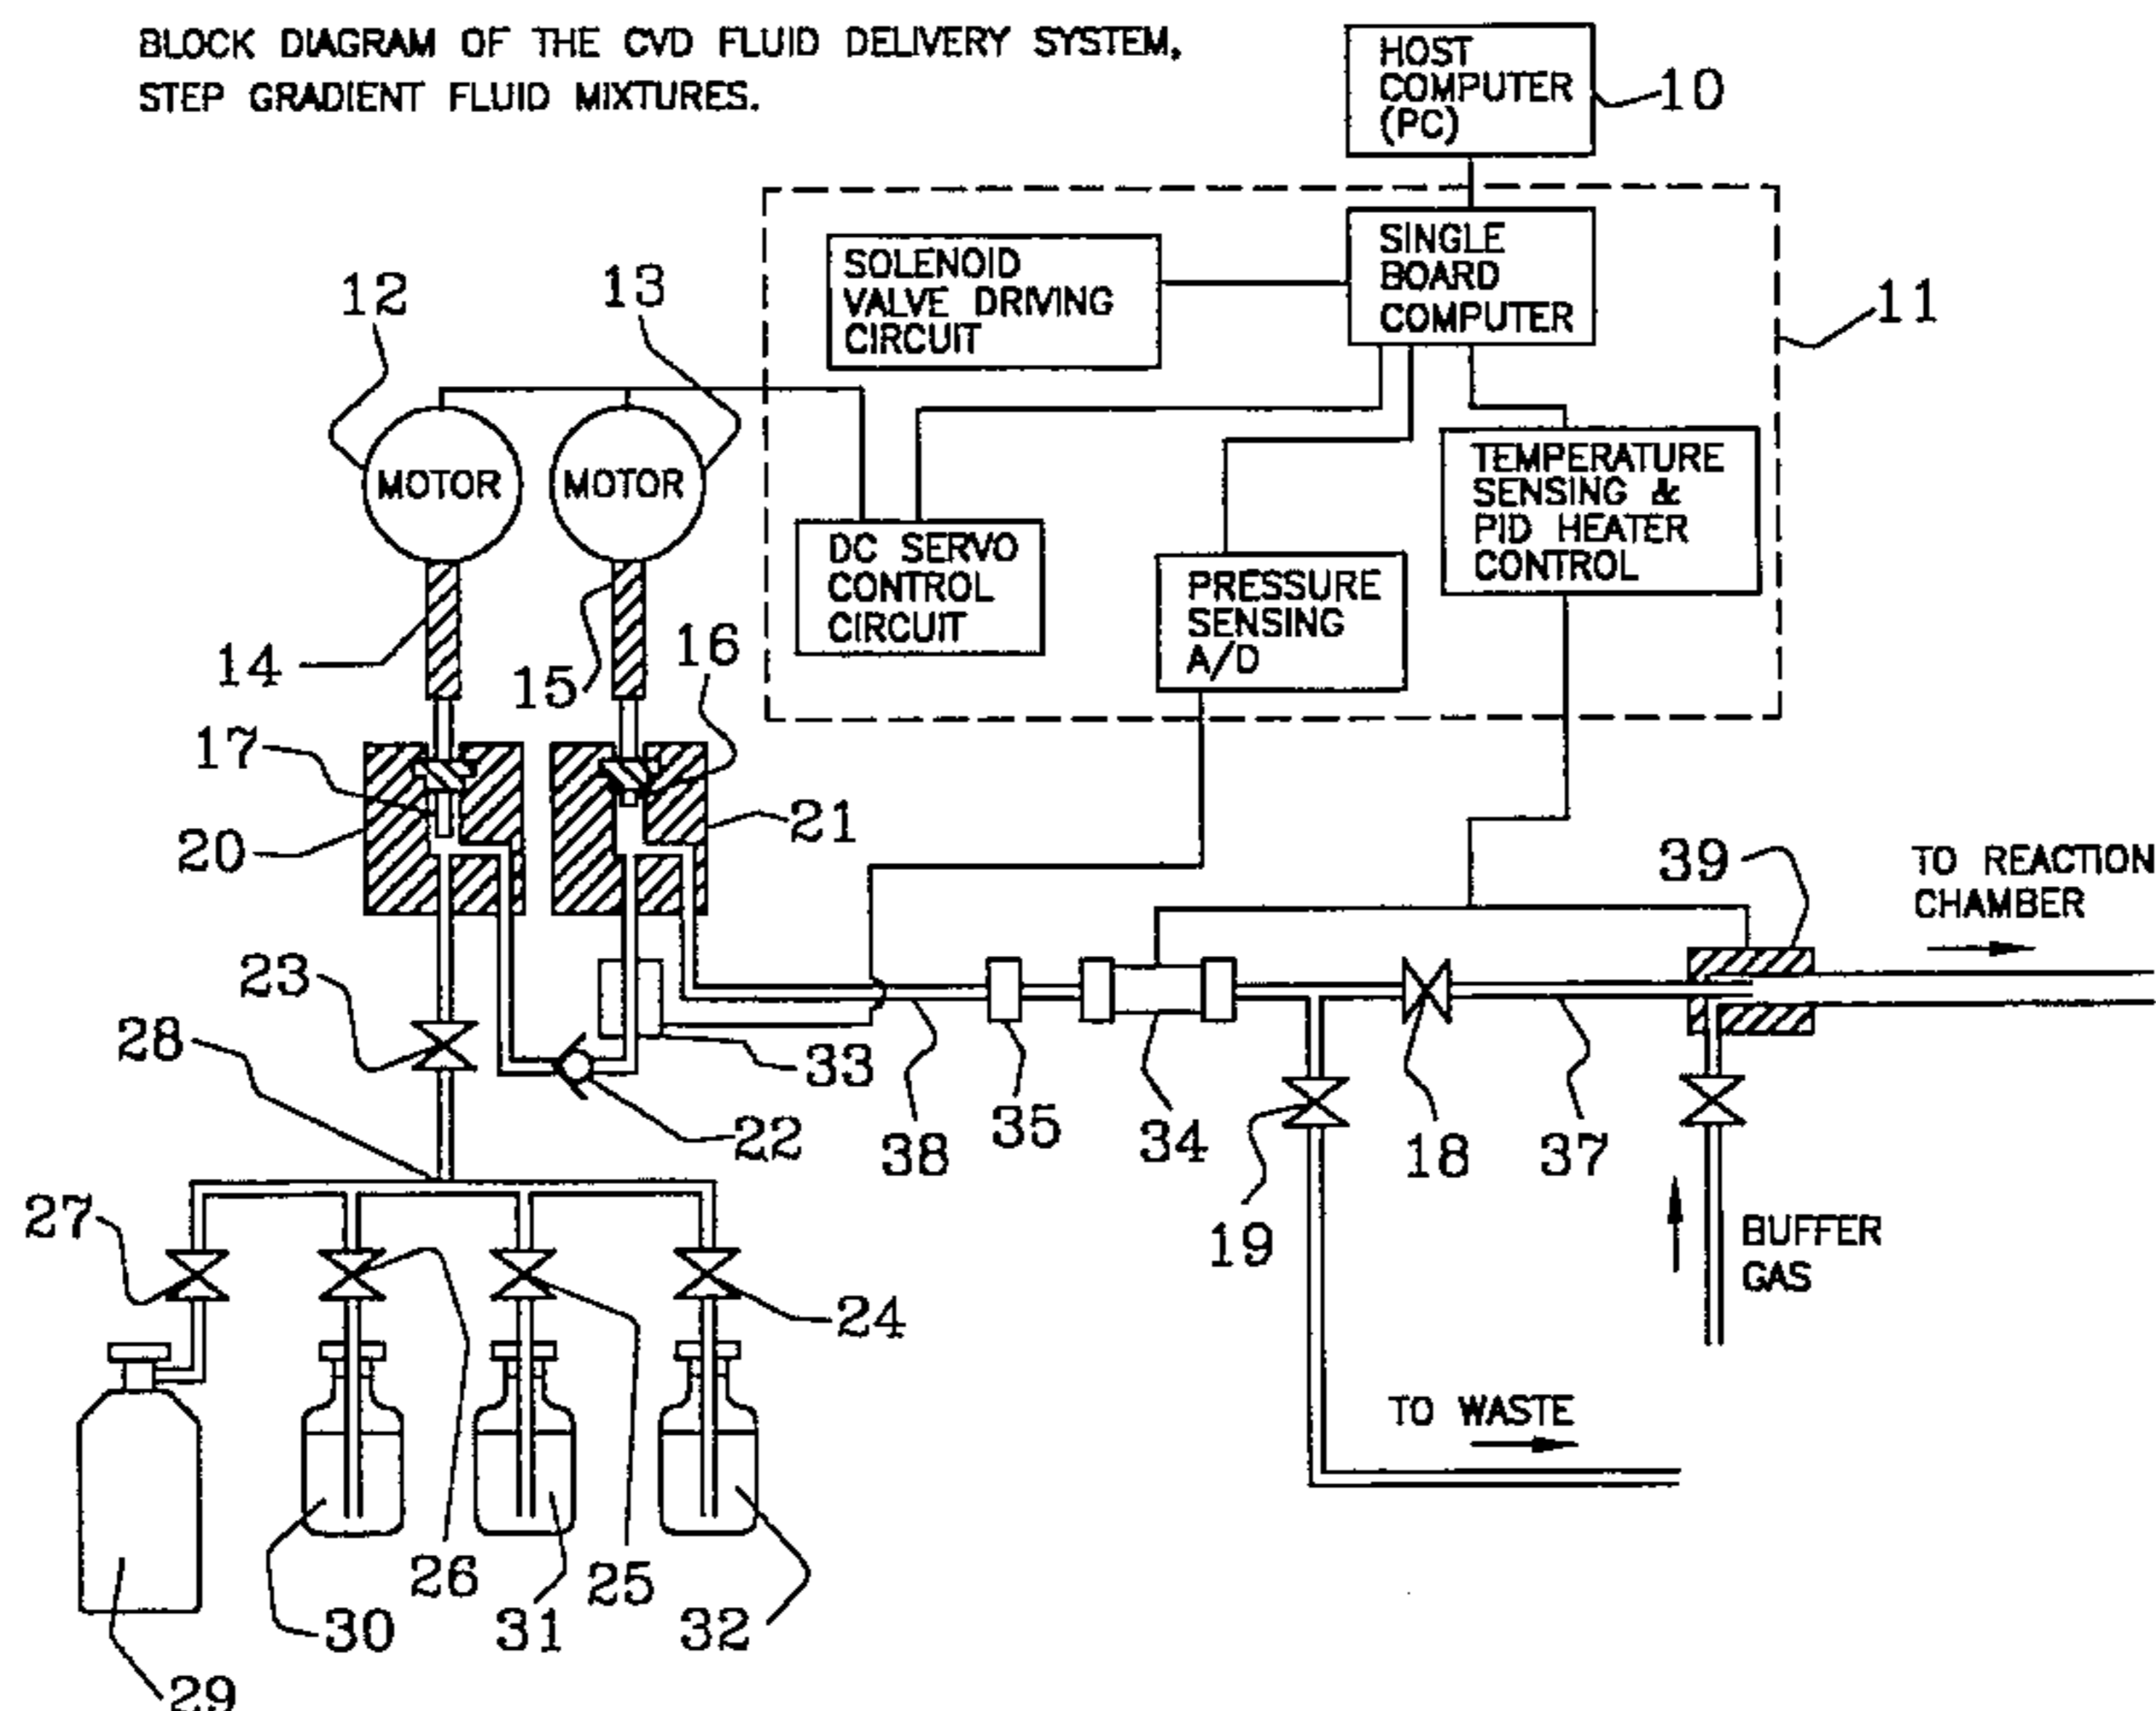 BLOCK DIAGRAM OF THE CVD FLUID DELIVERY SYSTEM,
STEP GRADIENT FLUID MIXTURES.
HOST
COMPUTER
(PC)
10
SINGLE
BOARD
COMPUTER
SOLENOID
VALVE DRIVING
CIRCUIT
11
12
13
MOTOR
MOTOR
TEMPERATURE
SENSING &
PID HEATER
CONTROL
DC SERVO
CONTROL
CIRCUIT
PRESSURE
SENSING
A/D
14
15
16
17
20
21
39
TO REACTION
CHAMBER
23
28
33
22
38
35
34
18
37
19
BUFFER
GAS
27
24
TO WASTE
26
25
30
31
32
29